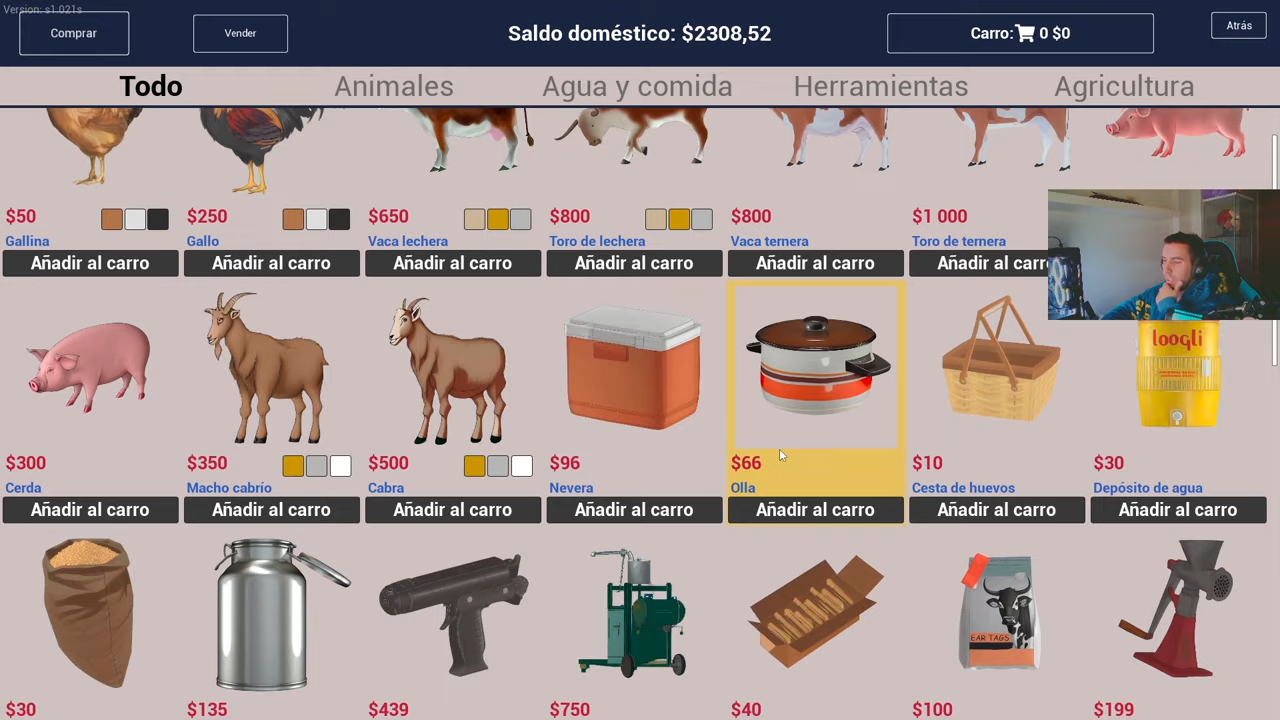 Version: s1.021s
Comprar
Vender
Saldo doméstico: $2308,52
Carro: 0 $0
Atrás
Todo
Animales
Agua y comida
Herramientas
Agricultura
$50
$250
$650
$800
$800
$1 000
Gallina
Gallo
Vaca lechera
Toro de lechera
Vaca ternera
Toro de ternera
Añadir al carro
Añadir al carro
Añadir al carro
Añadir al carro
Añadir al carro
Añadir al carr
loogli
$300
$350
$500
$96
$66
$10
$30
Cerda
Macho cabrío
Cabra
Nevera
Olla
Cesta de huevos
Depósito de agua
Añadir al carro
Añadir al carro
Añadir al carro
Añadir al carro
Añadir al carro
Añadir al carro
Añadir al carro
EAR TAGS
$30
$135
$439
$750
$40
$100
$199